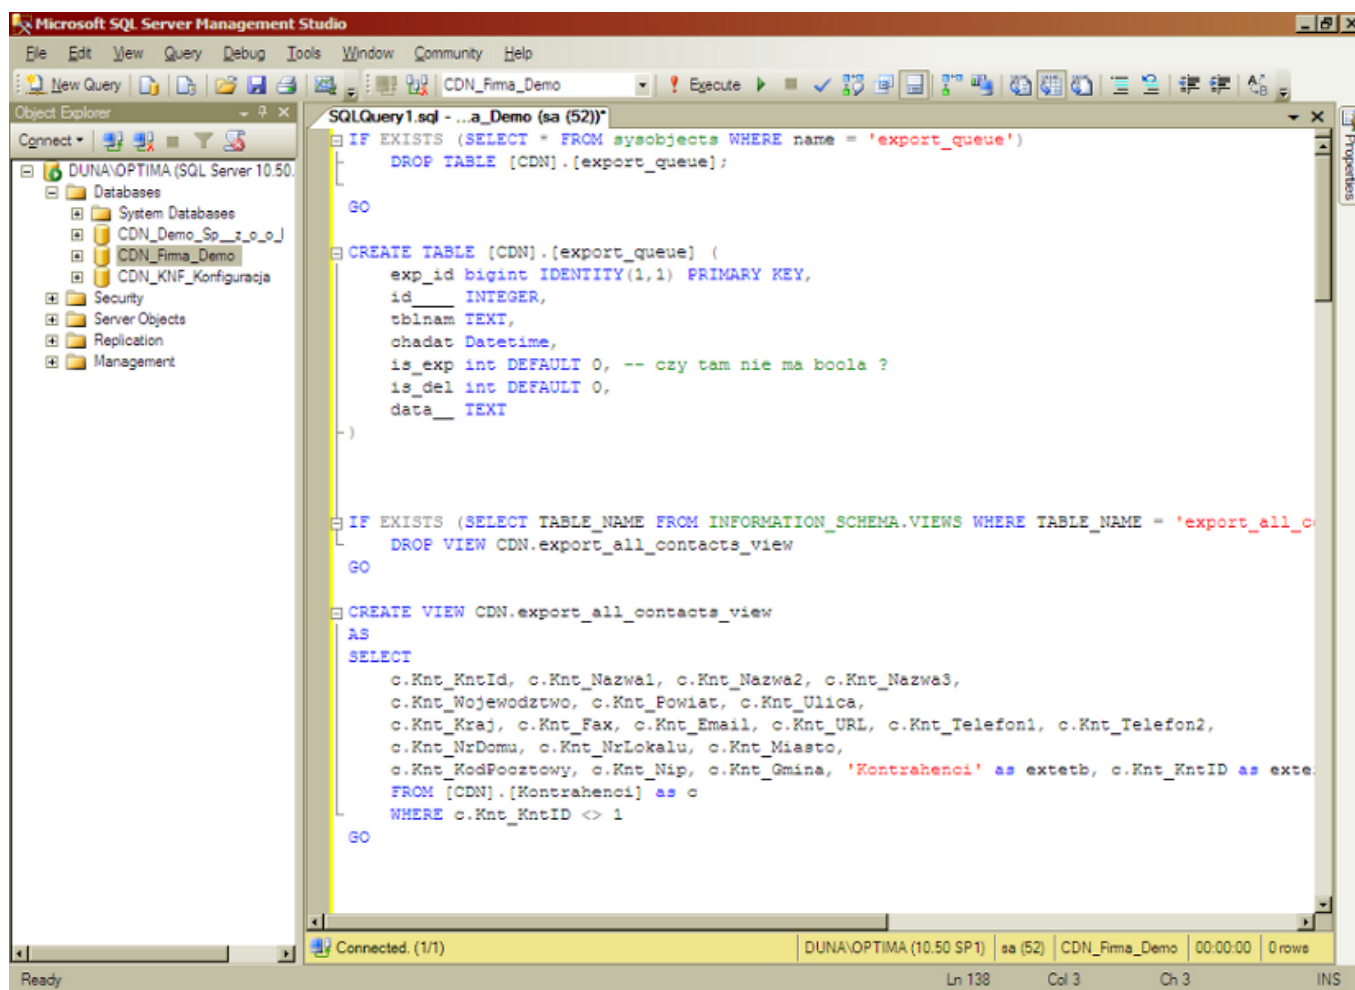 Microsoft SQL Server Management Studio
File Edit View Query Debug Tools Window Community Help
New Query CDN_Firma_Demo Execute
Object Explorer
Connect
DUNA\OPTIMA (SQL Server 10.50.
Databases
System Databases
CDN_Demo_Sp__z_o_o_l
CDN_Firma_Demo
CDN_KNF_Konfiguracja
Security
Server Objects
Replication
Management
SQLQuery1.sql - ...a_Demo (sa (52))*
IF EXISTS (SELECT * FROM sysobjects WHERE name = 'export_queue')
DROP TABLE [CDN].[export_queue];
GO
CREATE TABLE [CDN].[export_queue] (
exp_id bigint IDENTITY(1,1) PRIMARY KEY,
id____ INTEGER,
tblnam TEXT,
chadat Datetime,
is_exp int DEFAULT 0, -- czy tam nie ma boola ?
is_del int DEFAULT 0,
data__ TEXT
)
IF EXISTS (SELECT TABLE_NAME FROM INFORMATION_SCHEMA.VIEWS WHERE TABLE_NAME = 'export_all_c
DROP VIEW CDN.export_all_contacts_view
GO
CREATE VIEW CDN.export_all_contacts_view
AS
SELECT
c.Knt_KntId, c.Knt_Nazwa1, c.Knt_Nazwa2, c.Knt_Nazwa3,
c.Knt_Wojewodztwo, c.Knt_Powiat, c.Knt_Ulica,
c.Knt_Kraj, c.Knt_Fax, c.Knt_Email, c.Knt_URL, c.Knt_Telefon1, c.Knt_Telefon2,
c.Knt_NrDomu, c.Knt_NrLokalu, c.Knt_Miasto,
c.Knt_KodPocztowy, c.Knt_Nip, c.Knt_Gmina, 'Kontrahenci' as extetb, c.Knt_KntID as exte
FROM [CDN].[Kontrahenci] as c
WHERE c.Knt_KntID <> 1
GO
Properties
Connected. (1/1) DUNA\OPTIMA (10.50 SP1) sa (52) CDN_Firma_Demo 00:00:00 0 rows
Ready Ln 138 Col 3 Ch 3 INS